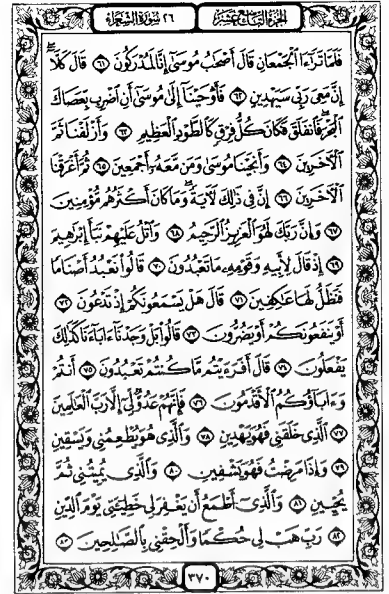 الجزء التاسع عشر ٢٦ سورة الشعراء
فَلَمَّا تَرَٰٓءَا ٱلْجَمْعَانِ قَالَ أَصْحَٰبُ مُوسَىٰٓ إِنَّا لَمُدْرَكُونَ ٦١ قَالَ كَلَّآ
إِنَّ مَعِىَ رَبِّى سَيَهْدِينِ ٦٢ فَأَوْحَيْنَآ إِلَىٰ مُوسَىٰٓ أَنِ ٱضْرِب بِّعَصَاكَ
ٱلْبَحْرَ فَٱنفَلَقَ فَكَانَ كُلُّ فِرْقٍ كَٱلطَّوْدِ ٱلْعَظِيمِ ٦٣ وَأَزْلَفْنَا ثَمَّ
ٱلْـَٔاخَرِينَ ٦٤ وَأَنجَيْنَا مُوسَىٰ وَمَن مَّعَهُۥٓ أَجْمَعِينَ ٦٥ ثُمَّ أَغْرَقْنَا
ٱلْـَٔاخَرِينَ ٦٦ إِنَّ فِى ذَٰلِكَ لَـَٔايَةً وَمَا كَانَ أَكْثَرُهُم مُّؤْمِنِينَ
٦٧ وَإِنَّ رَبَّكَ لَهُوَ ٱلْعَزِيزُ ٱلرَّحِيمُ ٦٨ وَٱتْلُ عَلَيْهِمْ نَبَأَ إِبْرَٰهِيمَ
٦٩ إِذْ قَالَ لِأَبِيهِ وَقَوْمِهِۦ مَا تَعْبُدُونَ ٧٠ قَالُوا۟ نَعْبُدُ أَصْنَامًا
فَنَظَلُّ لَهَا عَٰكِفِينَ ٧١ قَالَ هَلْ يَسْمَعُونَكُمْ إِذْ تَدْعُونَ ٧٢
أَوْ يَنفَعُونَكُمْ أَوْ يَضُرُّونَ ٧٣ قَالُوا۟ بَلْ وَجَدْنَآ ءَابَآءَنَا كَذَٰلِكَ
يَفْعَلُونَ ٧٤ قَالَ أَفَرَءَيْتُم مَّا كُنتُمْ تَعْبُدُونَ ٧٥ أَنتُمْ
وَءَابَآؤُكُمُ ٱلْأَقْدَمُونَ ٧٦ فَإِنَّهُمْ عَدُوٌّ لِّىٓ إِلَّا رَبَّ ٱلْعَٰلَمِينَ
٧٧ ٱلَّذِى خَلَقَنِى فَهُوَ يَهْدِينِ ٧٨ وَٱلَّذِى هُوَ يُطْعِمُنِى وَيَسْقِينِ
٧٩ وَإِذَا مَرِضْتُ فَهُوَ يَشْفِينِ ٨٠ وَٱلَّذِى يُمِيتُنِى ثُمَّ
يُحْيِينِ ٨١ وَٱلَّذِىٓ أَطْمَعُ أَن يَغْفِرَ لِى خَطِيٓـَٔتِى يَوْمَ ٱلدِّينِ
٨٢ رَبِّ هَبْ لِى حُكْمًا وَأَلْحِقْنِى بِٱلصَّٰلِحِينَ ٨٣
٣٧٠